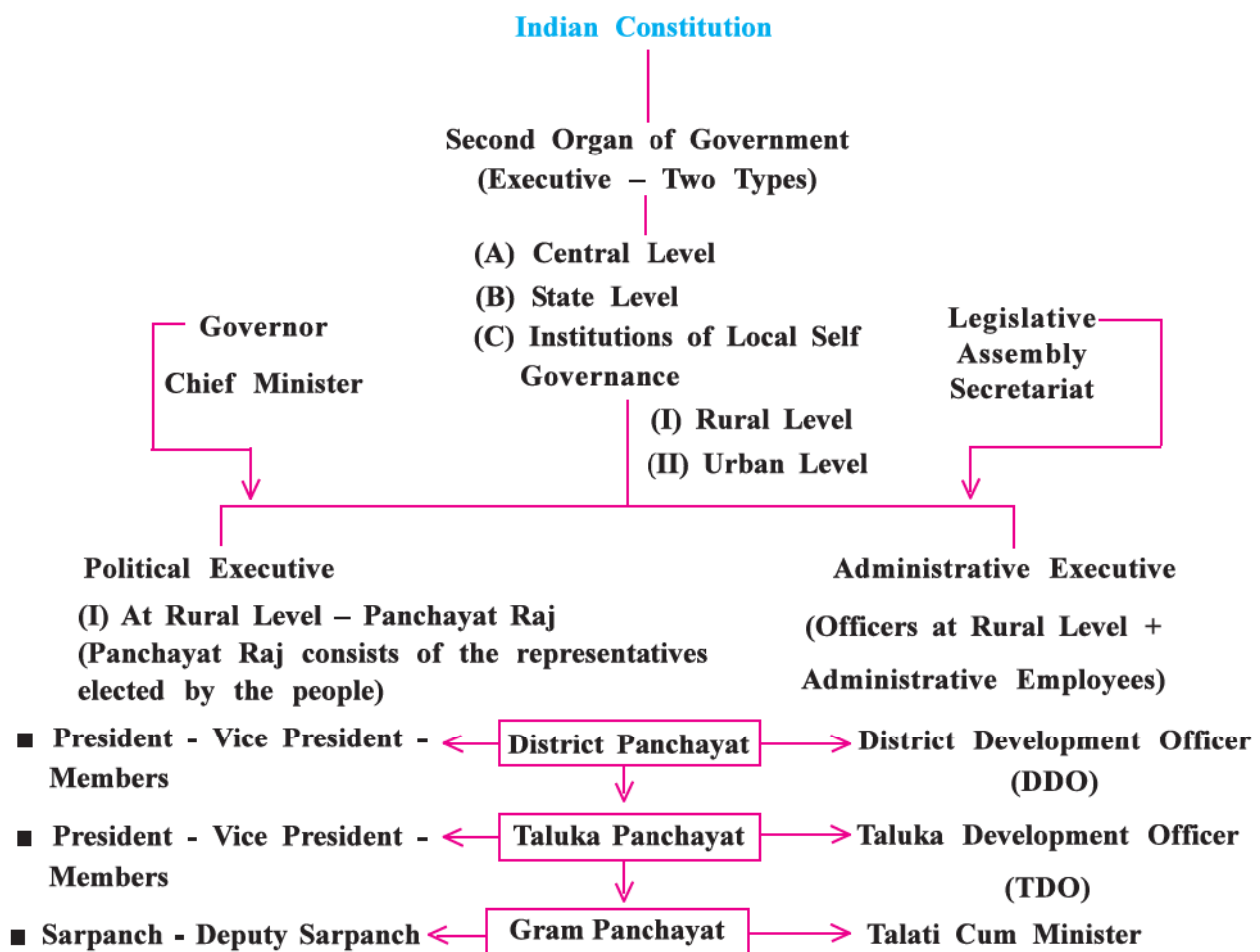 Indian Constitution
Second Organ of Government
(Executive – Two Types)
(A) Central Level
(B) State Level
(C) Institutions of Local Self
Governance
Governor
Chief Minister
Legislative
Assembly
Secretariat
(I) Rural Level
(II) Urban Level
Political Executive
(I) At Rural Level – Panchayat Raj
(Panchayat Raj consists of the representatives
elected by the people)
Administrative Executive
(Officers at Rural Level +
Administrative Employees)
■ President - Vice President -
Members
District Panchayat
District Development Officer
(DDO)
■ President - Vice President -
Members
Taluka Panchayat
Taluka Development Officer
(TDO)
■ Sarpanch - Deputy Sarpanch
Gram Panchayat
Talati Cum Minister